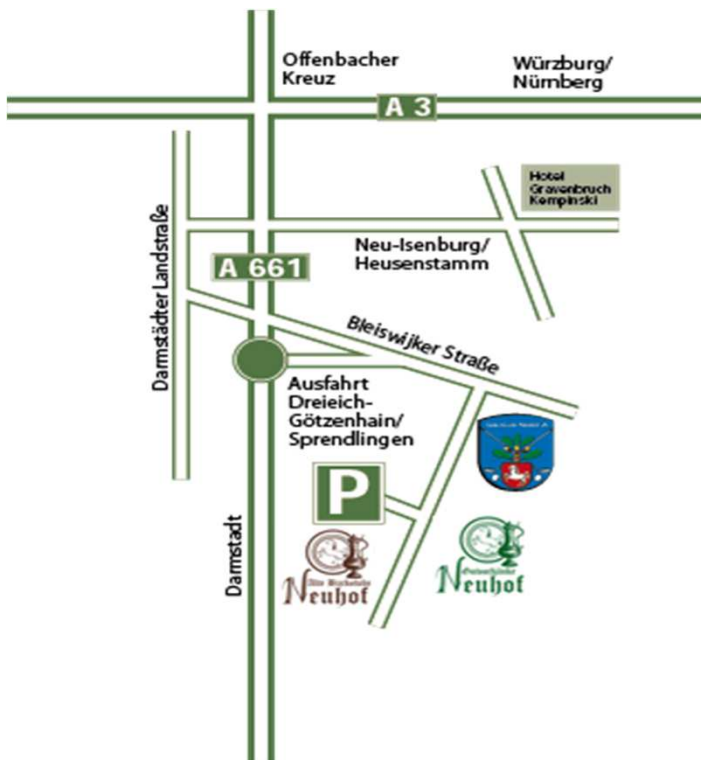 Offenbacher
Kreuz
Würzburg/
Nürnberg
A 3
Hotel
Gravenbruch
Kempinski
Darmstädter Landstraße
Neu-Isenburg/
Heusenstamm
A 661
Bleiswijker Straße
Ausfahrt
Dreieich-
Götzenhain/
Sprendlingen
P
Darmstadt
Neuhof
Neuhof